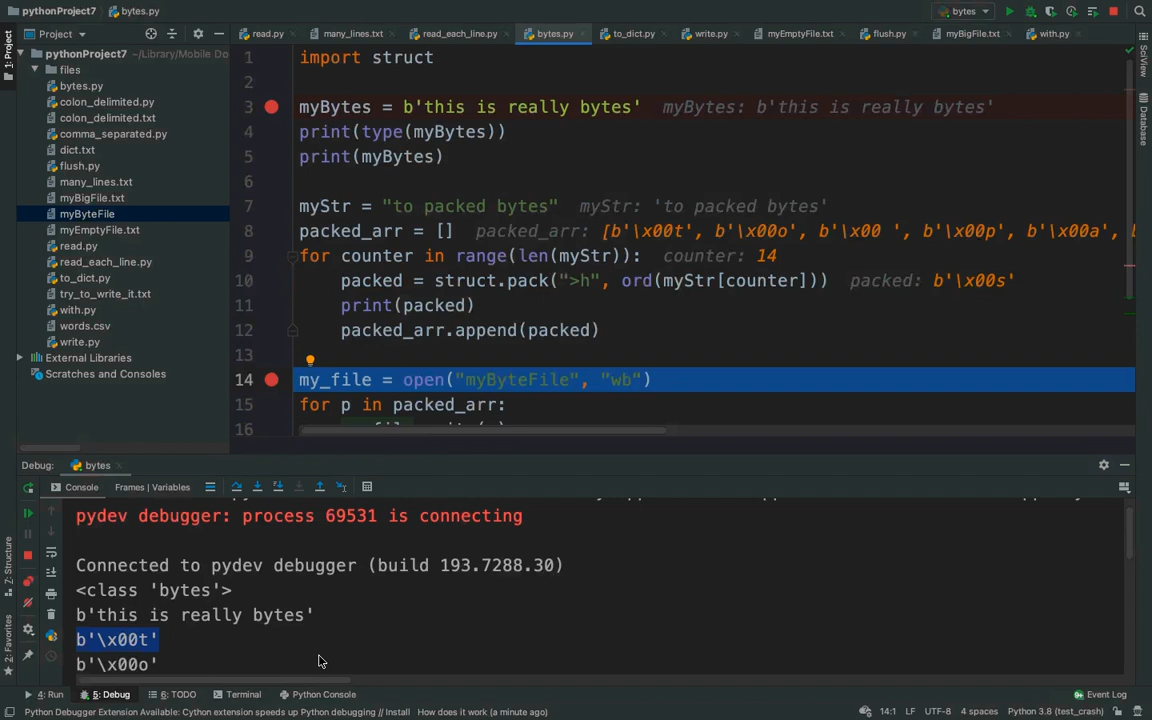 pythonProject7 bytes.py
bytes
Project
read.py many_lines.txt read_each_line.py bytes.py to_dict.py write.py myEmptyFile.txt flush.py myBigFile.txt with.py
1: Project
SciView
Database
pythonProject7 ~/Library/Mobile Do
files
bytes.py
colon_delimited.py
colon_delimited.txt
comma_separated.py
dict.txt
flush.py
many_lines.txt
myBigFile.txt
myByteFile
myEmptyFile.txt
read.py
read_each_line.py
to_dict.py
try_to_write_it.txt
with.py
words.csv
write.py
External Libraries
Scratches and Consoles
1 import struct
2
3 myBytes = b'this is really bytes' myBytes: b'this is really bytes'
4 print(type(myBytes))
5 print(myBytes)
6
7 myStr = "to packed bytes" myStr: 'to packed bytes'
8 packed_arr = [] packed_arr: [b'\x00t', b'\x00o', b'\x00 ', b'\x00p', b'\x00a',
9 for counter in range(len(myStr)): counter: 14
10 packed = struct.pack(">h", ord(myStr[counter])) packed: b'\x00s'
11 print(packed)
12 packed_arr.append(packed)
13
14 my_file = open("myByteFile", "wb")
15 for p in packed_arr:
16
Debug: bytes
Console Frames | Variables
pydev debugger: process 69531 is connecting
Connected to pydev debugger (build 193.7288.30)
<class 'bytes'>
b'this is really bytes'
b'\x00t'
b'\x00o'
7: Structure
2: Favorites
4: Run 5: Debug 6: TODO Terminal Python Console Event Log
Python Debugger Extension Available: Cython extension speeds up Python debugging // Install How does it work (a minute ago) 14:1 LF UTF-8 4 spaces Python 3.8 (test_crash)